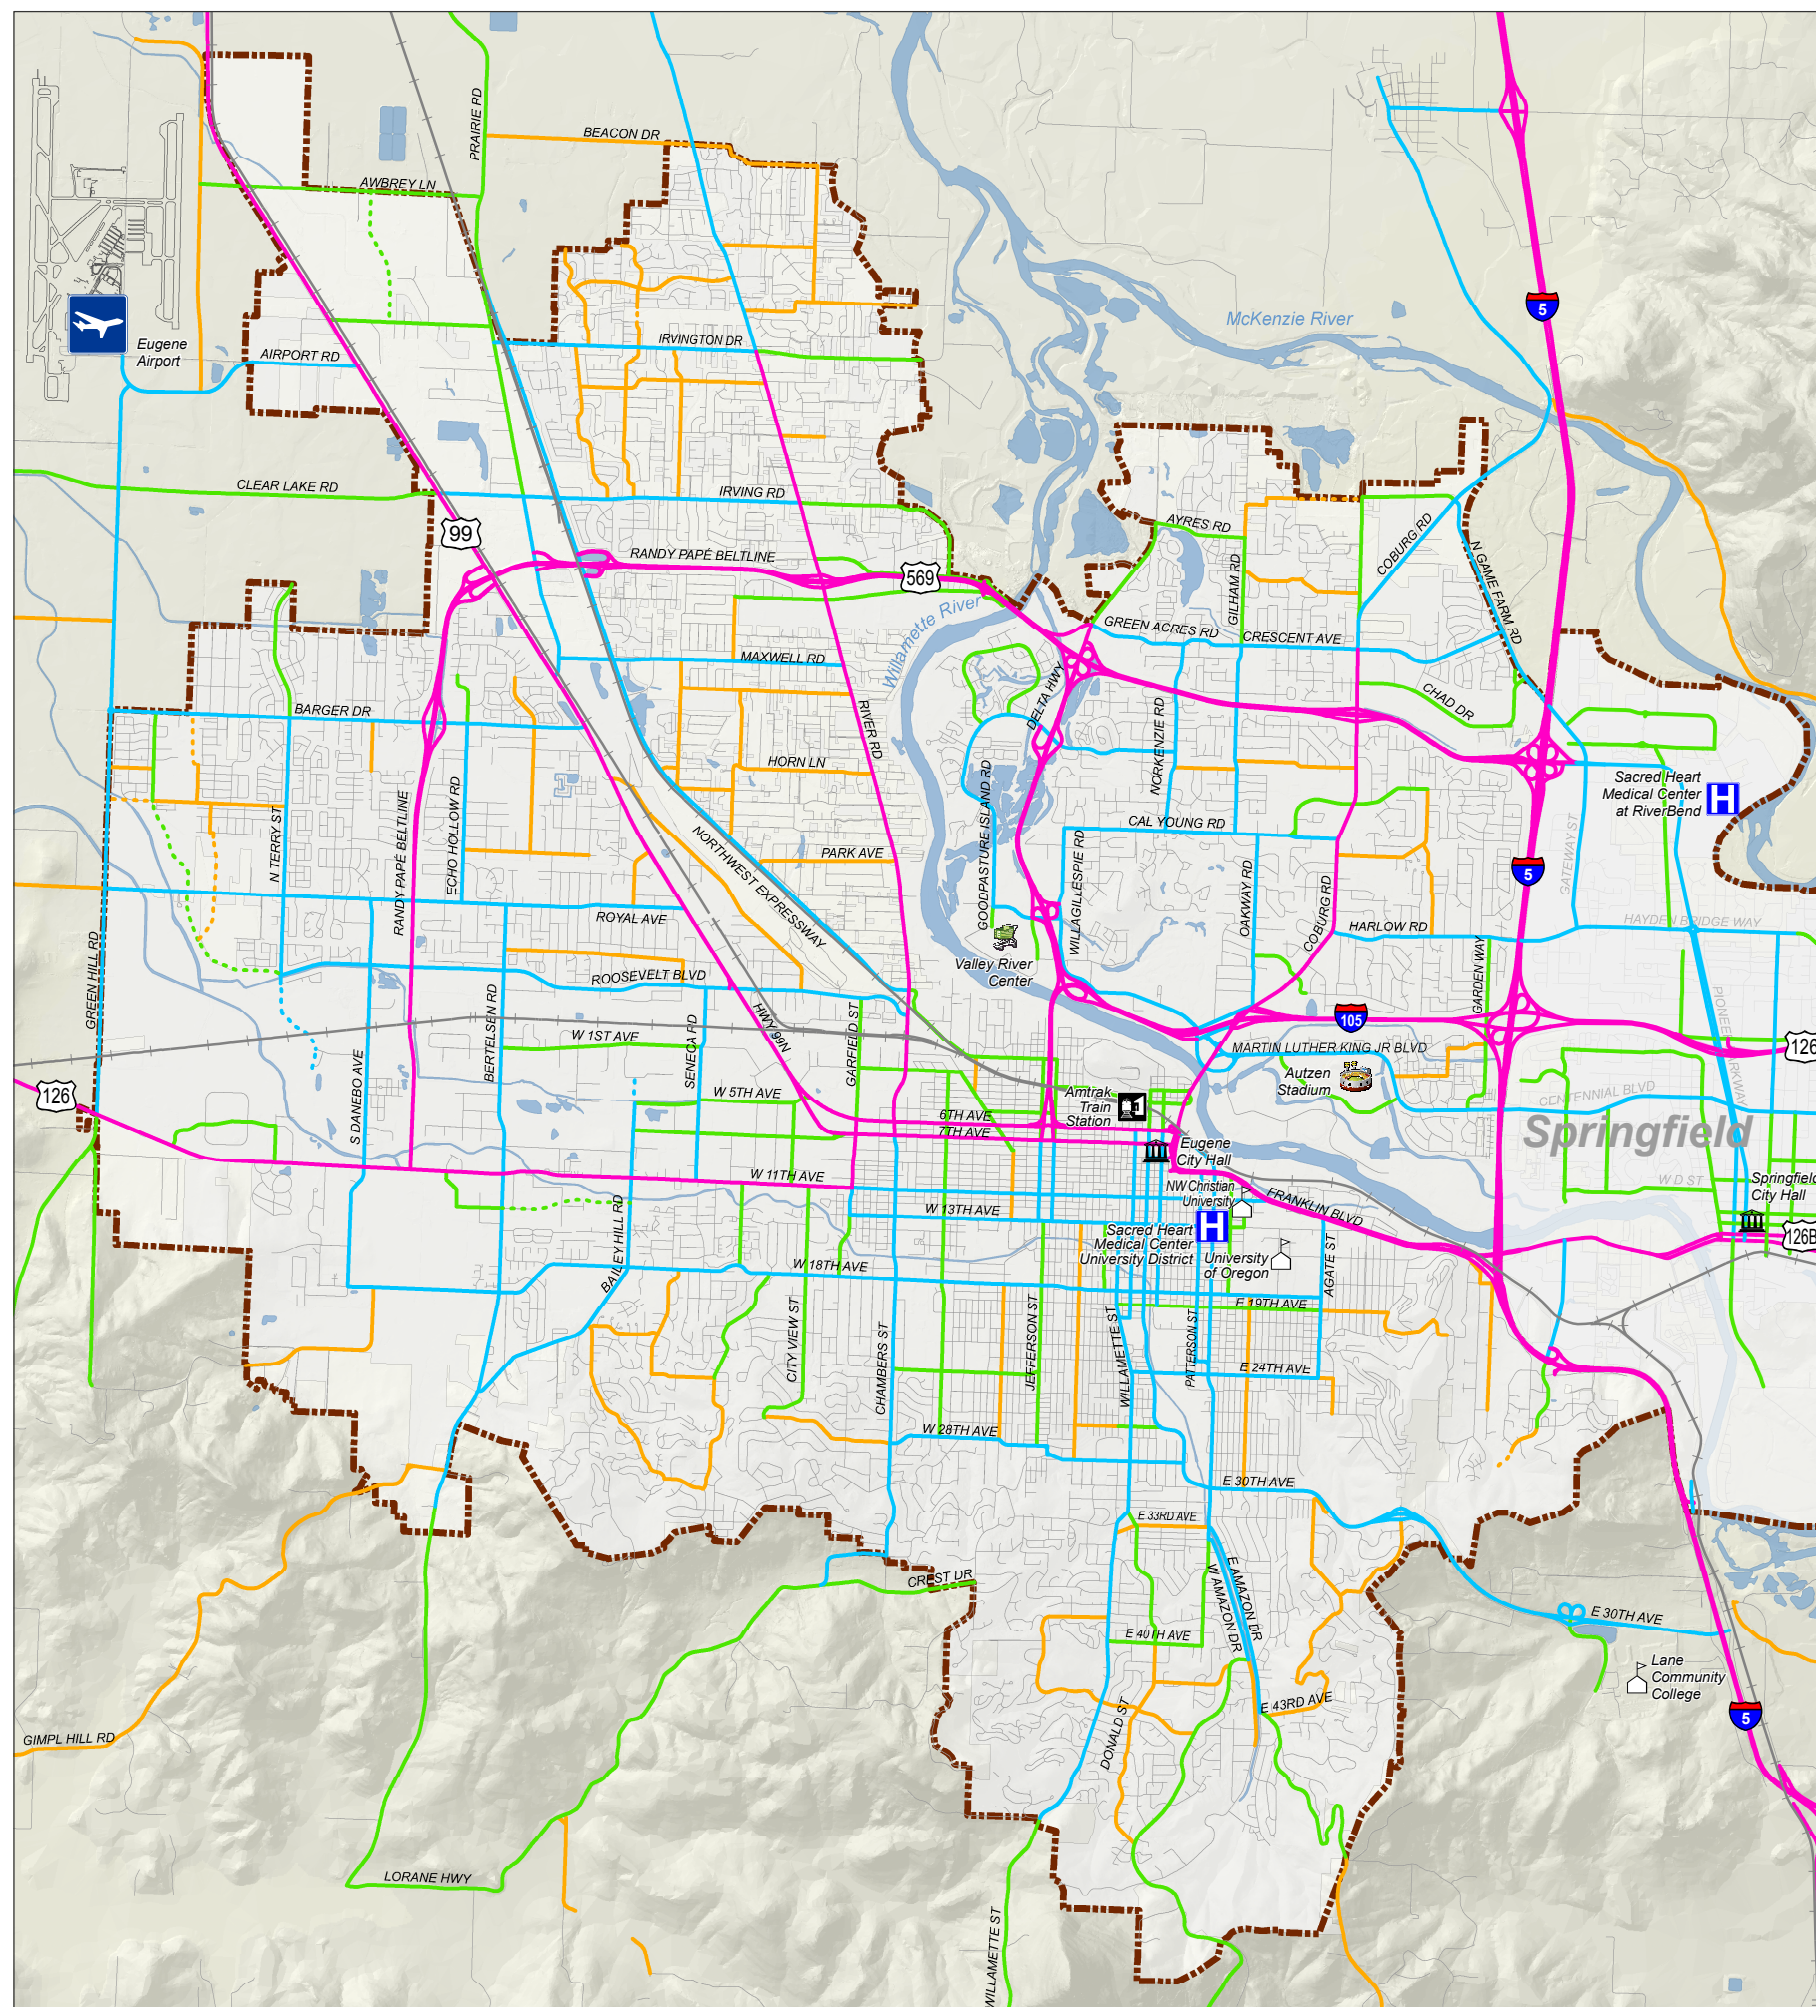 PRAIRIE RD
BEACON DR
AWBREY LN
McKenzie River
5
Eugene
Airport
AIRPORT RD
IRVINGTON DR
CLEAR LAKE RD
IRVING RD
99
AYRES RD
COBURG RD
N GAME FARM RD
RANDY PAPÉ BELTLINE
569
GILHAM RD
Willamette River
GREEN ACRES RD
CRESCENT AVE
MAXWELL RD
DELTA HWY
CHAD DR
BARGER DR
RIVER RD
NORKENZIE RD
HORN LN
GOODPASTURE ISLAND RD
Sacred Heart
Medical Center
at RiverBend
H
N TERRY ST
RANDY PAPÉ BELTLINE
ECHO HOLLOW RD
NORTHWEST EXPRESSWAY
PARK AVE
CAL YOUNG RD
WILLAGILLESPIE RD
OAKWAY RD
COBURG RD
5
GATEWAY ST
ROYAL AVE
HARLOW RD
HAYDEN BRIDGE WAY
GREEN HILL RD
Valley River
Center
ROOSEVELT BLVD
GARDEN WAY
BERTELSEN RD
SENECA RD
HWY 99N
GARFIELD ST
W 1ST AVE
105
PIONEER PARKWAY
126
MARTIN LUTHER KING JR BLVD
Autzen
Stadium
126
S DANEBO AVE
W 5TH AVE
Amtrak
Train
Station
CENTENNIAL BLVD
6TH AVE
7TH AVE
Springfield
Eugene
City Hall
W 11TH AVE
NW Christian
University
FRANKLIN BLVD
W D ST
Springfield
City Hall
BAILEY HILL RD
W 13TH AVE
Sacred Heart
Medical Center
University District
H
University
of Oregon
126B
W 18TH AVE
AGATE ST
E 19TH AVE
CITY VIEW ST
CHAMBERS ST
JEFFERSON ST
WILLAMETTE ST
PATTERSON ST
E 24TH AVE
W 28TH AVE
E 30TH AVE
E 33RD AVE
CREST DR
E AMAZON DR
W AMAZON DR
E 30TH AVE
E 40TH AVE
Lane
Community
College
E 43RD AVE
DONALD ST
5
GIMPL HILL RD
LORANE HWY
WILLAMETTE ST